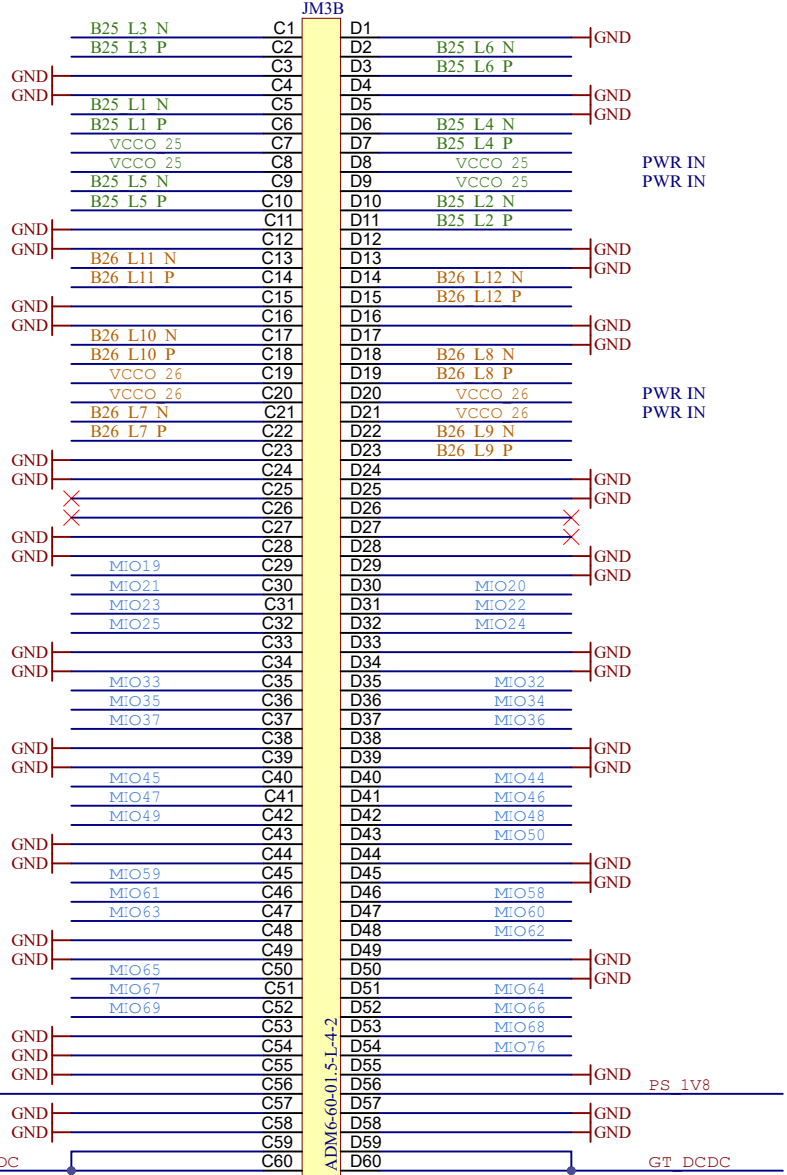 JM3B
B25_L3_N C1 D1 GND
B25_L3_P C2 D2 B25_L6_N
GND C3 D3 B25_L6_P
GND C4 D4 GND
B25_L1_N C5 D5 GND
B25_L1_P C6 D6 B25_L4_N
VCCO_25 C7 D7 B25_L4_P
VCCO_25 C8 D8 VCCO_25 PWR IN
B25_L5_N C9 D9 VCCO_25 PWR IN
B25_L5_P C10 D10 B25_L2_N
GND C11 D11 B25_L2_P
GND C12 D12 GND
B26_L11_N C13 D13 GND
B26_L11_P C14 D14 B26_L12_N
GND C15 D15 B26_L12_P
GND C16 D16 GND
B26_L10_N C17 D17 GND
B26_L10_P C18 D18 B26_L8_N
VCCO_26 C19 D19 B26_L8_P
VCCO_26 C20 D20 VCCO_26 PWR IN
B26_L7_N C21 D21 VCCO_26 PWR IN
B26_L7_P C22 D22 B26_L9_N
GND C23 D23 B26_L9_P
GND C24 D24 GND
C25 D25 GND
C26 D26
GND C27 D27
GND C28 D28 GND
MIO19 C29 D29 GND
MIO21 C30 D30 MIO20
MIO23 C31 D31 MIO22
MIO25 C32 D32 MIO24
GND C33 D33 GND
GND C34 D34 GND
MIO33 C35 D35 MIO32
MIO35 C36 D36 MIO34
MIO37 C37 D37 MIO36
GND C38 D38 GND
GND C39 D39 GND
MIO45 C40 D40 MIO44
MIO47 C41 D41 MIO46
MIO49 C42 D42 MIO48
GND C43 D43 MIO50
GND C44 D44 GND
MIO59 C45 D45 GND
MIO61 C46 D46 MIO58
MIO63 C47 D47 MIO60
GND C48 D48 MIO62
GND C49 D49 GND
MIO65 C50 D50 GND
MIO67 C51 D51 MIO64
MIO69 C52 D52 MIO66
GND C53 D53 MIO68
GND C54 D54 MIO76
GND C55 D55 GND
C56 D56 PS_1V8
GND C57 D57 GND
GND C58 D58 GND
C59 D59
DC C60 D60 GT_DCDC
ADM6-60-01.5-L-4-2